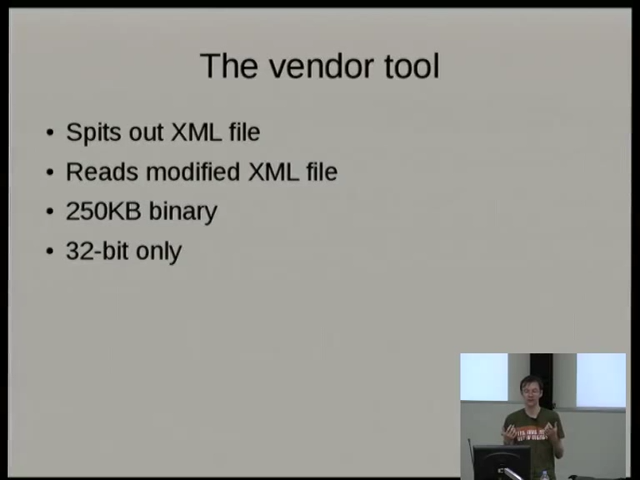 The vendor tool
• Spits out XML file
• Reads modified XML file
• 250KB binary
• 32-bit only